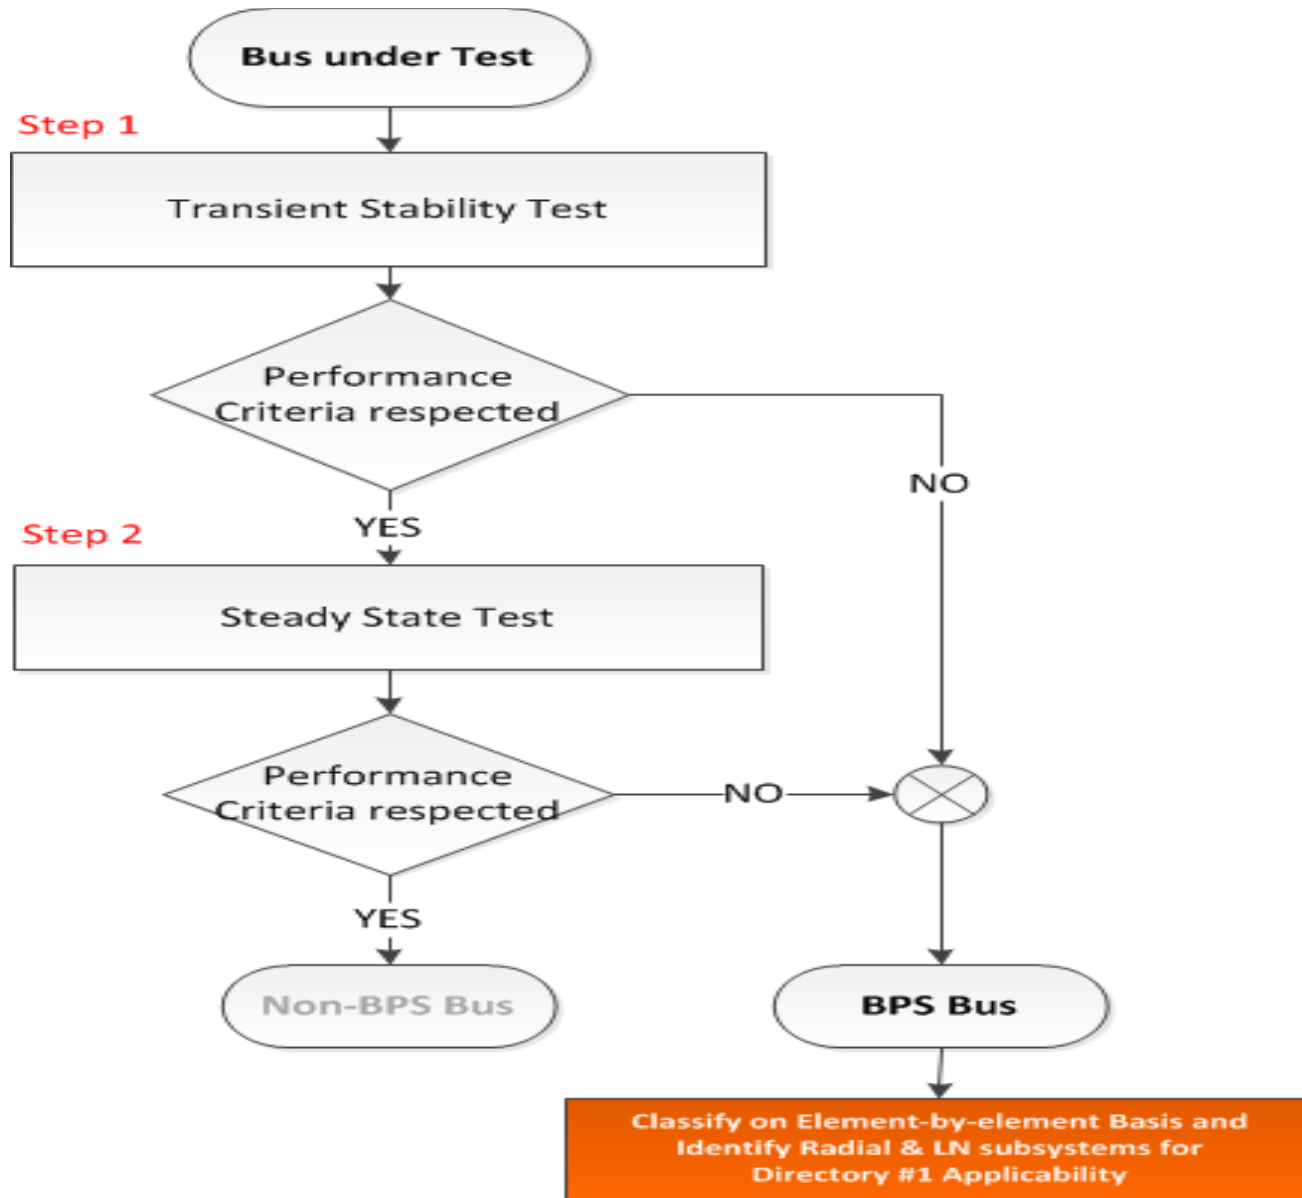 Bus under Test
Step 1
Transient Stability Test
Performance
Criteria respected
NO
YES
Step 2
Steady State Test
Performance
Criteria respected
NO
YES
Non-BPS Bus
BPS Bus
Classify on Element-by-element Basis and
Identify Radial & LN subsystems for
Directory #1 Applicability